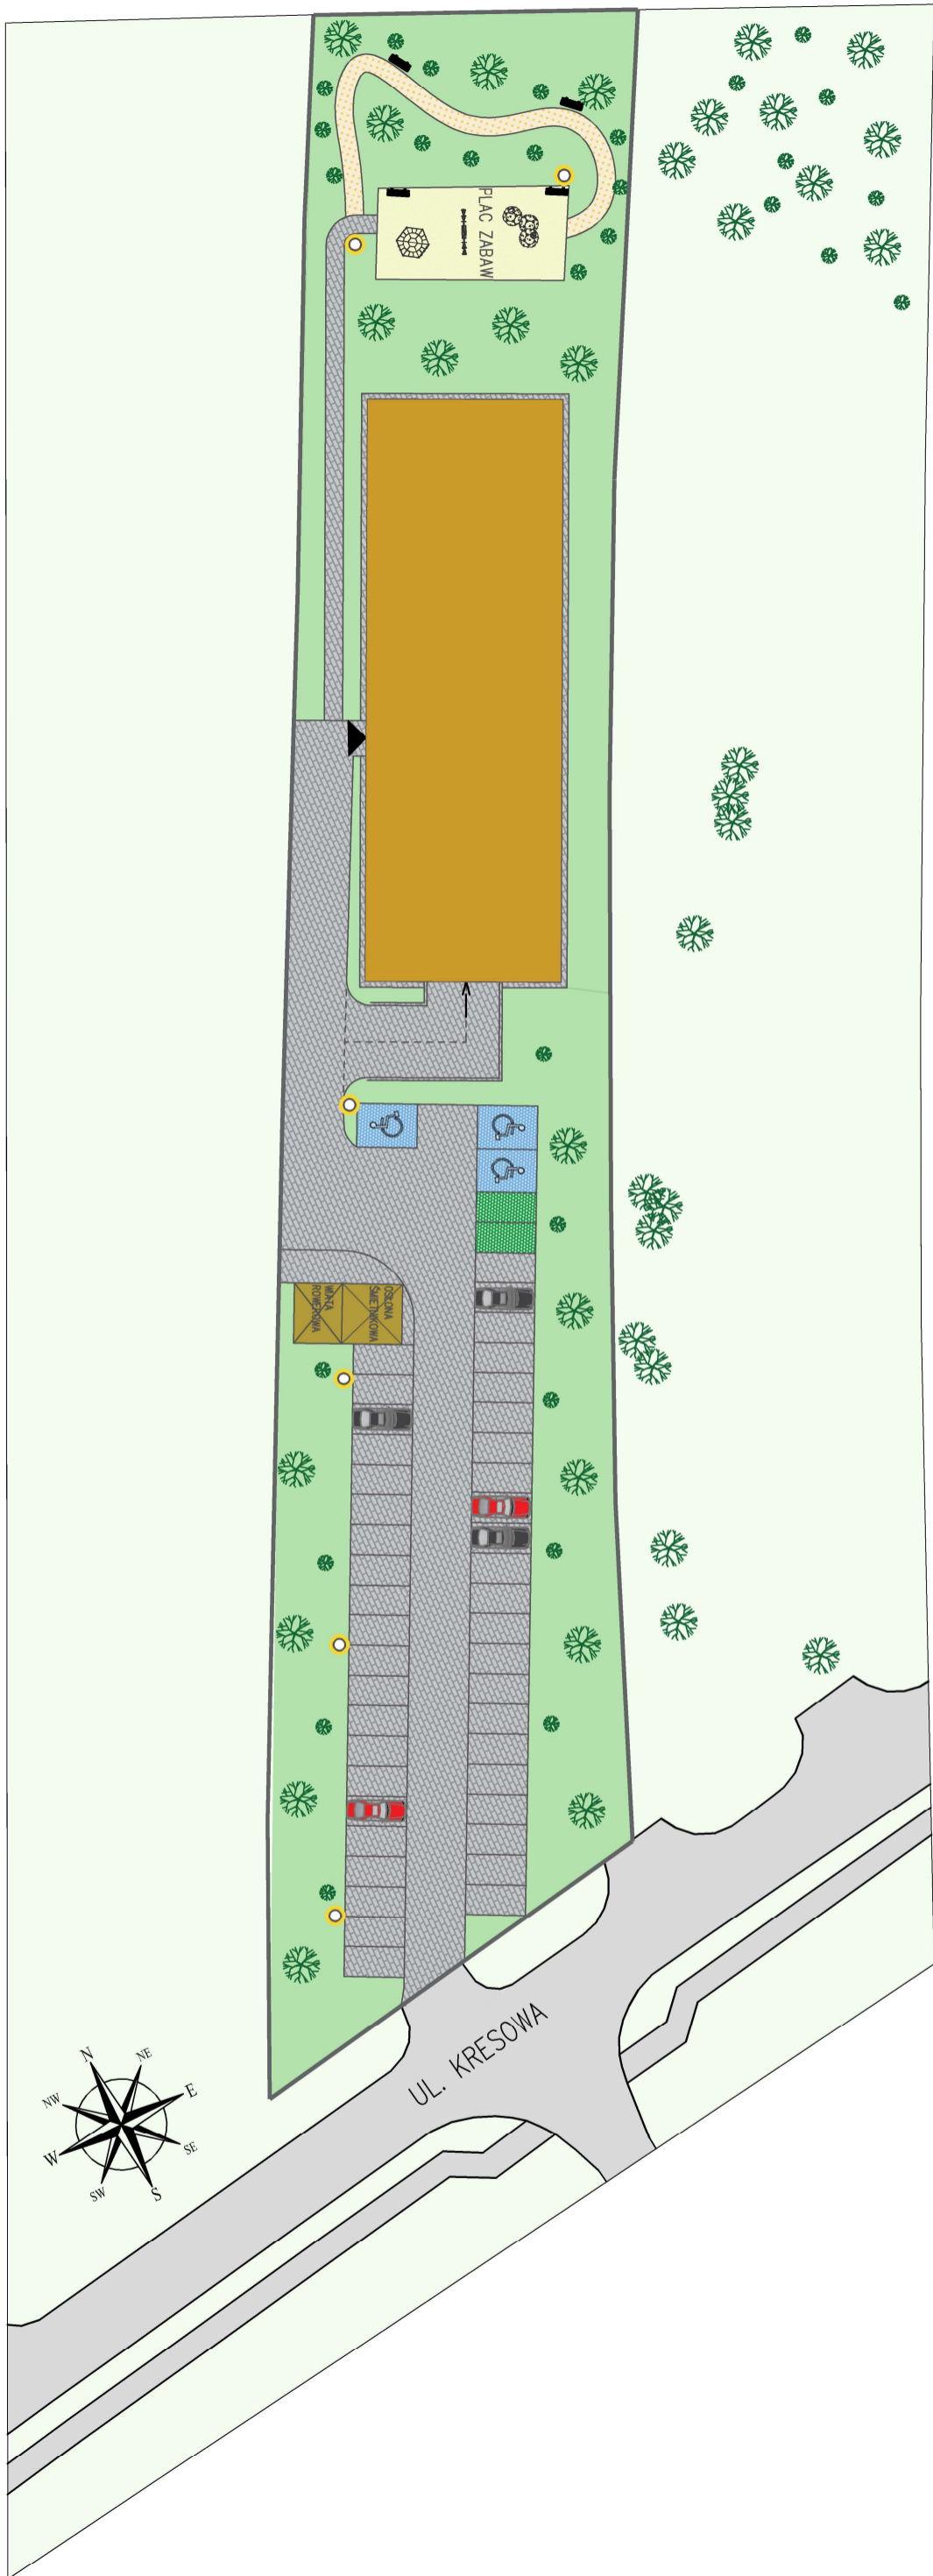 PLAC ZABAW
WIATA
ROWEROWA
OSŁONA
ŚMIETNIKOWA
UL. KRESOWA
N
NE
NW
E
W
SE
SW
S